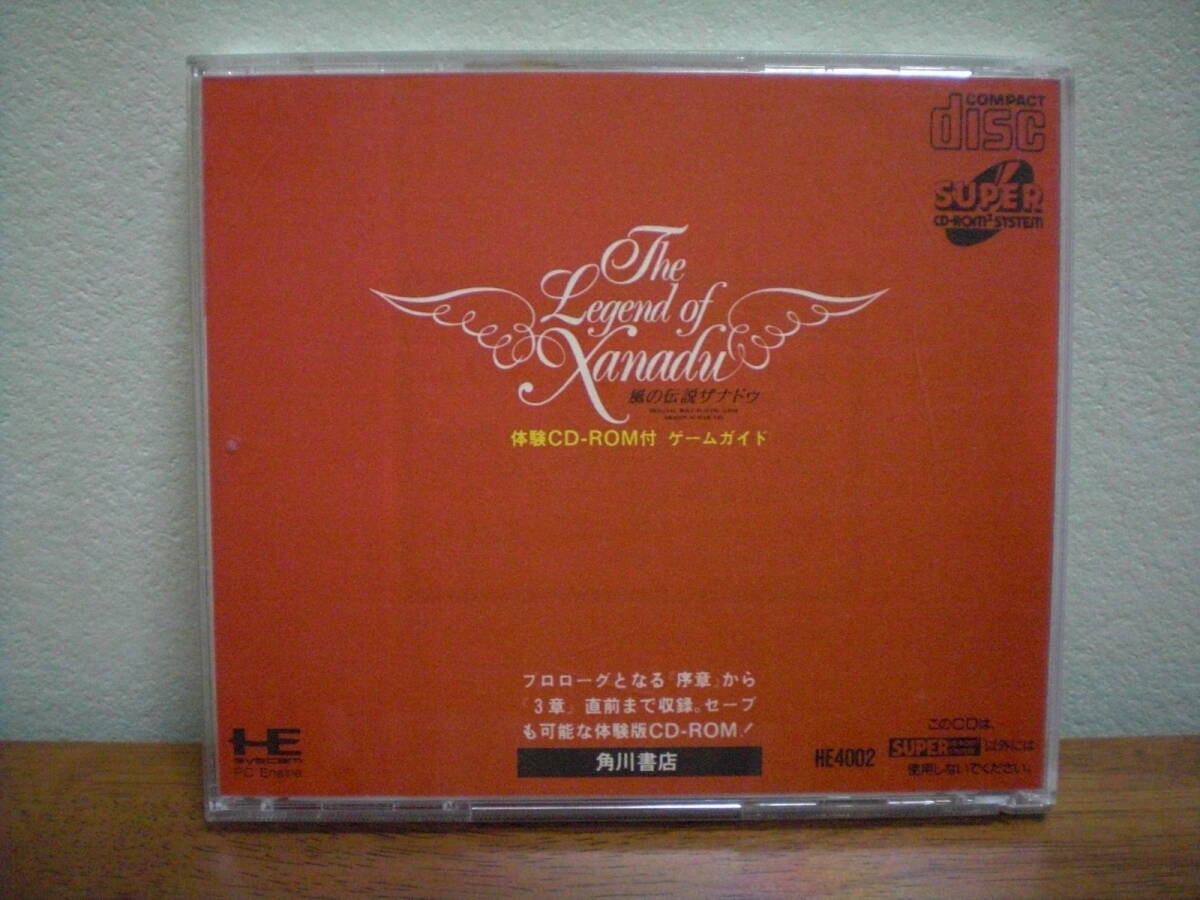 COMPACT
disc
SUPER
CD-ROM² SYSTEM
The
Legend of
Xanadu
風の伝説ザナドゥ
体験CD-ROM付 ゲームガイド
プロローグとなる「序章」から
「3章」直前まで収録。セーブ
も可能な体験版CD-ROM!
角川書店
HE
SYSTEM
PC Engine
HE4002
このCDは、
SUPER 以外には
使用しないでください。